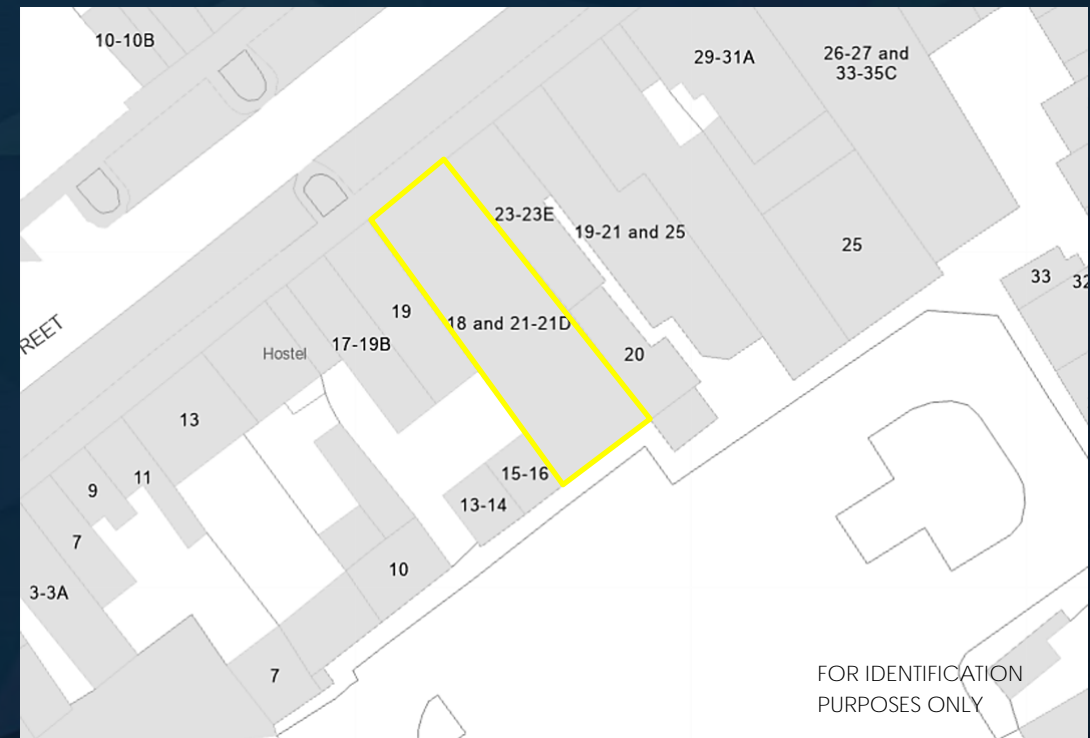 10-10B
29-31A
26-27 and
33-35C
23-23E
19-21 and 25
25
33
32
REET
19
18 and 21-21D
17-19B
Hostel
20
13
15-16
13-14
11
9
7
10
3-3A
7
FOR IDENTIFICATION
PURPOSES ONLY